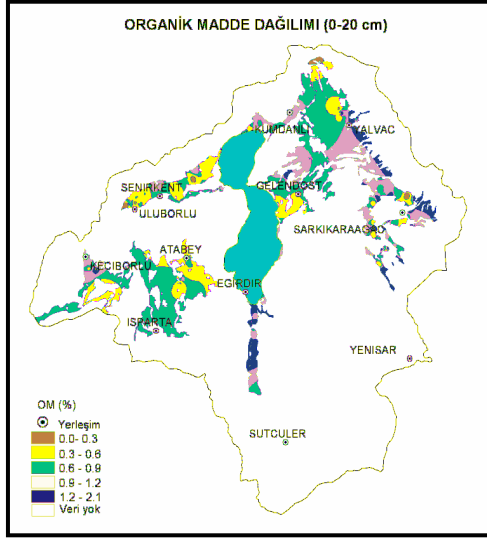 ORGANİK MADDE DAĞILIMI (0-20 cm)
KUMDANLI
YALVAC
SENIRKENT
GELENDOST
ULUBORLU
SARKIKARAAGAC
ATABEY
KECIBORLU
EGIRDIR
ISPARTA
YENISAR
SUTCULER
OM (%)
Yerleşim
0.0- 0.3
0.3 - 0.6
0.6 - 0.9
0.9 - 1.2
1.2 - 2.1
Veri yok